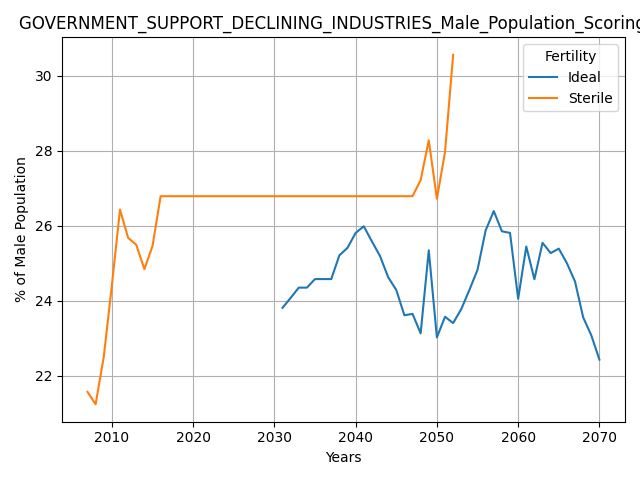 GOVERNMENT_SUPPORT_DECLINING_INDUSTRIES_Male_Population_Scoring
Fertility
Ideal
Sterile
% of Male Population
30
28
26
24
22
2010 2020 2030 2040 2050 2060 2070
Years